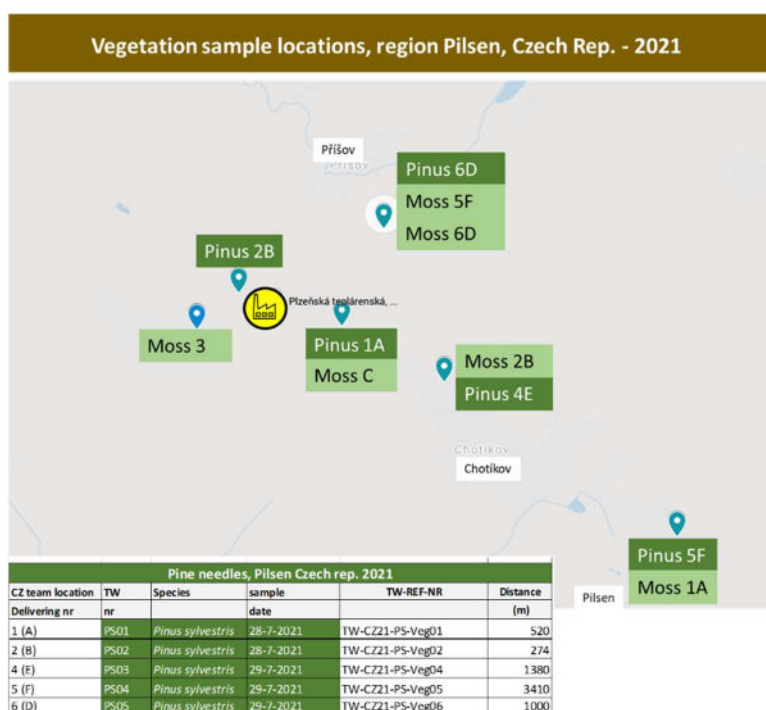 Vegetation sample locations, region Pilsen, Czech Rep. - 2021
Příšov
Příšov
Pinus 6D
Moss 5F
Moss 6D
Pinus 2B
Plzeňská teplárenská, ...
Moss 3
Pinus 1A
Moss C
Moss 2B
Pinus 4E
Chotíkov
Chotíkov
Pinus 5F
Moss 1A
Pilsen
Pine needles, Pilsen Czech rep. 2021
CZ team location TW Species sample TW-REF-NR Distance
Delivering nr nr date (m)
1 (A) PS01 Pinus sylvestris 28-7-2021 TW-CZ21-PS-Veg01 520
2 (B) PS02 Pinus sylvestris 28-7-2021 TW-CZ21-PS-Veg02 274
4 (E) PS03 Pinus sylvestris 29-7-2021 TW-CZ21-PS-Veg04 1380
5 (F) PS04 Pinus sylvestris 29-7-2021 TW-CZ21-PS-Veg05 3410
6 (D) PS05 Pinus sylvestris 29-7-2021 TW-CZ21-PS-Veg06 1000